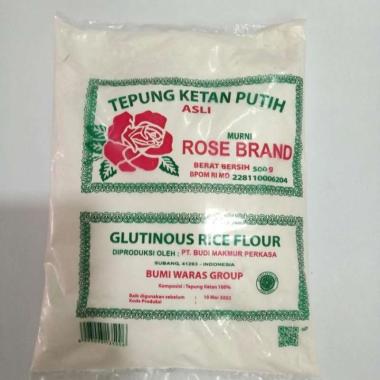 TEPUNG KETAN PUTIH
ASLI
MURNI
ROSE BRAND
BERAT BERSIH 500 g
BPOM RI MD 228110006204
GLUTINOUS RICE FLOUR
DIPRODUKSI OLEH : PT. BUDI MAKMUR PERKASA
SUBANG, 41283 - INDONESIA
BUMI WARAS GROUP
Komposisi : Tepung Ketan 100%
Baik digunakan sebelum :
Kode Produksi :